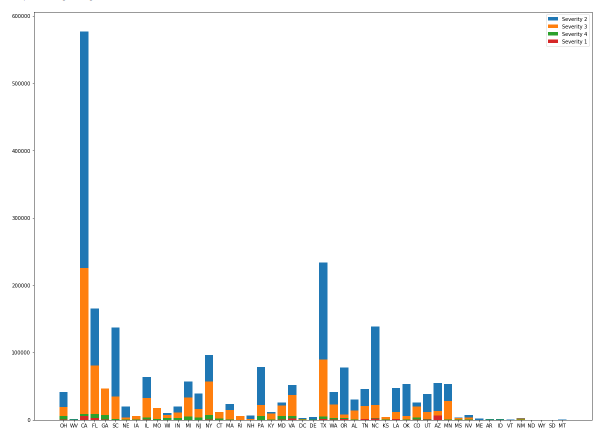 600000
500000
400000
300000
200000
100000
0
Severity 2
Severity 3
Severity 4
Severity 1
OH WV CA FL GA SC NE IA IL MO WI IN MI NJ NY CT MA RI NH PA KY MD VA DC DE TX WA OR AL TN NC KS LA OK CO UT AZ MN MS NV ME AR ID VT NM ND WY SD MT